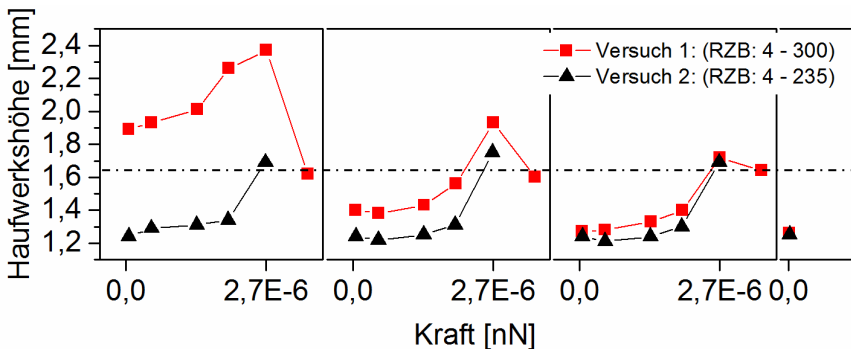 Haufwerkshöhe [mm]
2,4
2,2
2,0
1,8
1,6
1,4
1,2
Versuch 1: (RZB: 4 - 300)
Versuch 2: (RZB: 4 - 235)
0,0 2,7E-6 0,0 2,7E-6 0,0 2,7E-6 0,0
Kraft [nN]